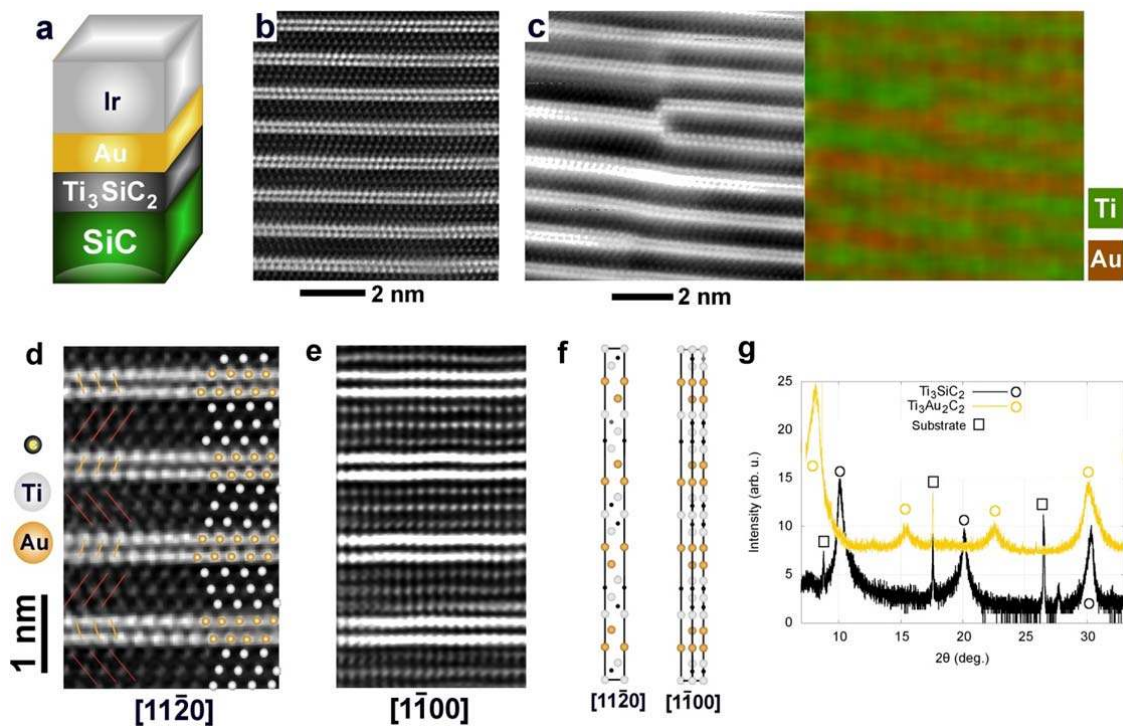 a
Ir
Au
Ti₃SiC₂
SiC
b
2 nm
c
2 nm
Ti
Au
d
C
Ti
Au
1 nm
[112̄0]
e
[11̄00]
f
[112̄0]
[11̄00]
g
Ti₃SiC₂
Ti₃Au₂C₂
Substrate
Intensity (arb. u.)
25
20
15
10
5
0
10
15
20
25
30
2θ (deg.)